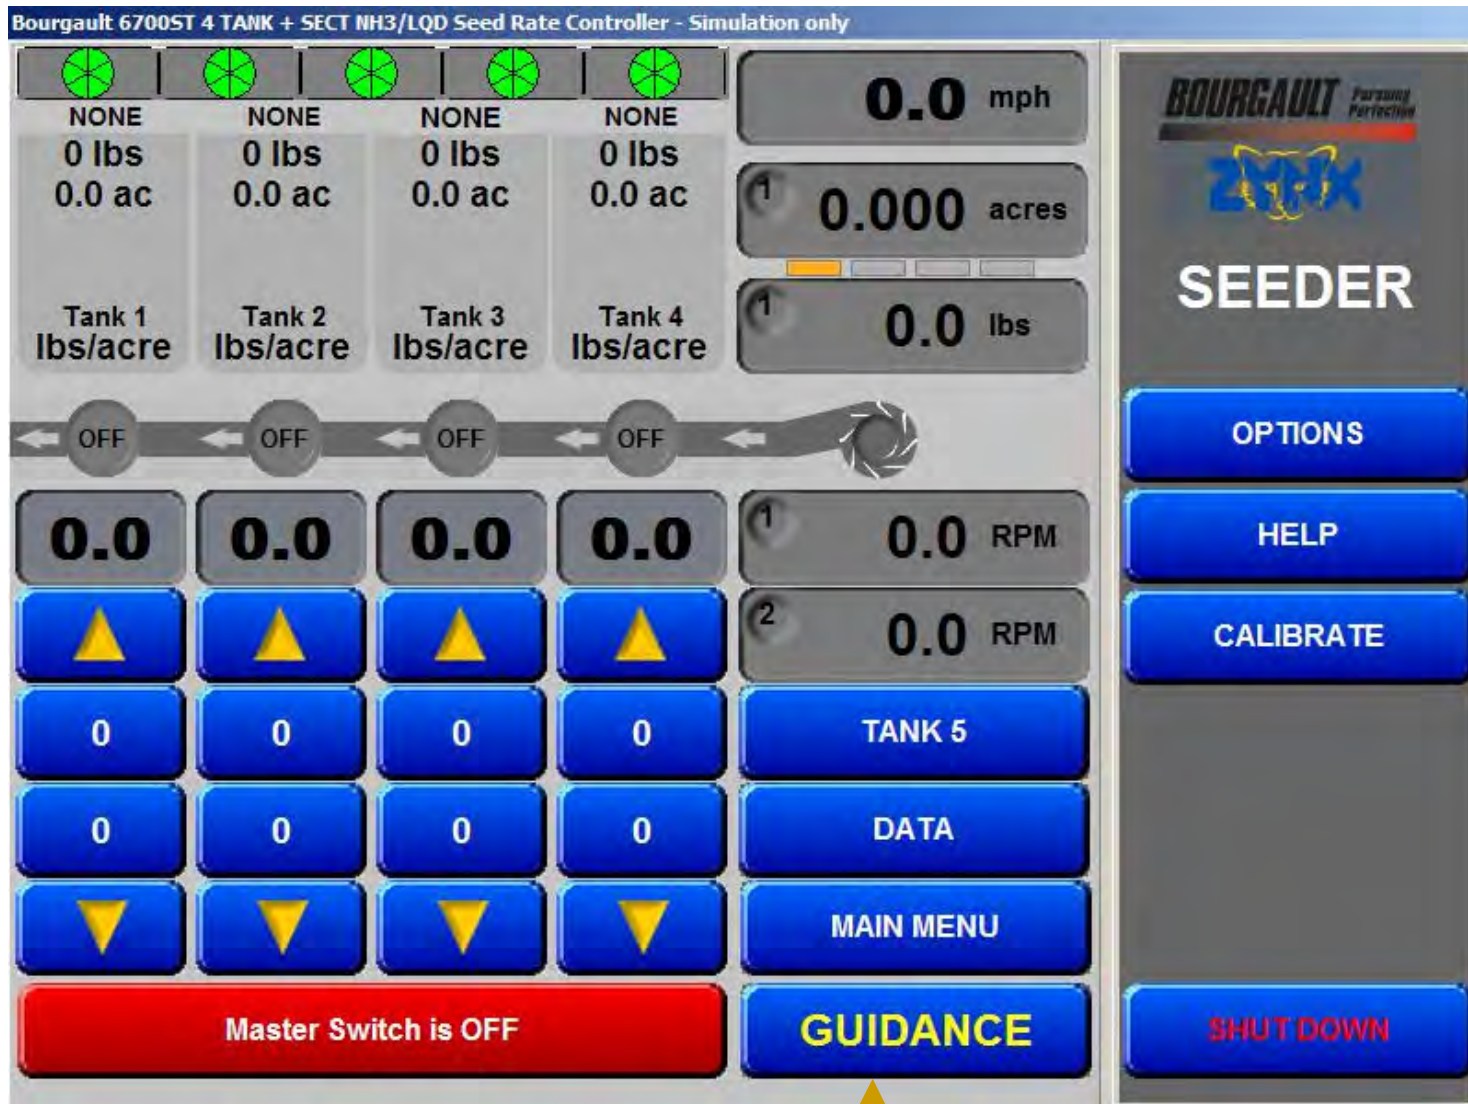 Bourgault 6700ST 4 TANK + SECT NH3/LQD Seed Rate Controller - Simulation only
NONE NONE NONE NONE
0 lbs 0 lbs 0 lbs 0 lbs
0.0 ac 0.0 ac 0.0 ac 0.0 ac
Tank 1 Tank 2 Tank 3 Tank 4
lbs/acre lbs/acre lbs/acre lbs/acre
0.0 mph
1 0.000 acres
1 0.0 lbs
OFF OFF OFF OFF
0.0 0.0 0.0 0.0
1 0.0 RPM
2 0.0 RPM
0 0 0 0
TANK 5
0 0 0 0
DATA
MAIN MENU
Master Switch is OFF
GUIDANCE
BOURGAULT Pursuing
Perfection
ZYNX
SEEDER
OPTIONS
HELP
CALIBRATE
SHUT DOWN